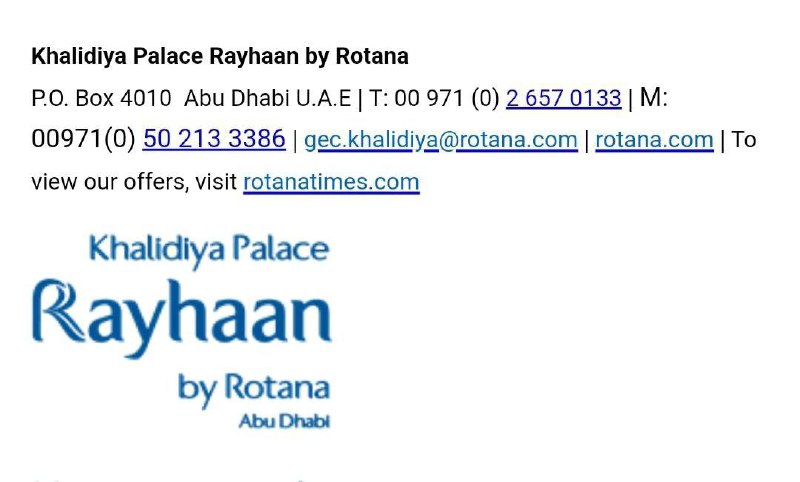 Khalidiya Palace Rayhaan by Rotana
P.O. Box 4010  Abu Dhabi U.A.E | T: 00 971 (0) 2 657 0133 | M:
00971(0) 50 213 3386 | gec.khalidiya@rotana.com | rotana.com | To
view our offers, visit rotanatimes.com
Khalidiya Palace
Rayhaan
by Rotana
Abu Dhabi